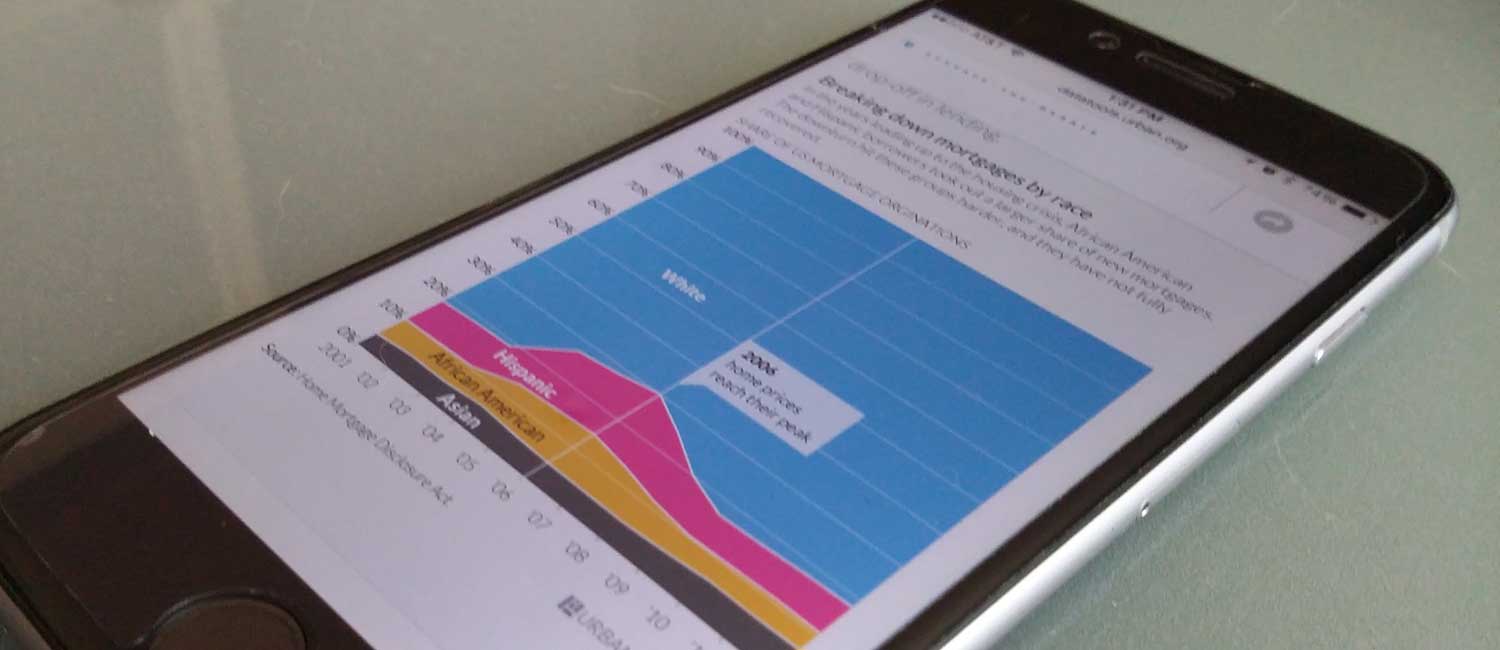 AT&T 1:31 PM 74%
datatools.urban.org
drop-off in lending.
Breaking down mortgages by race
In the years leading up to the housing crisis, African American
and Hispanic borrowers took out a larger share of new mortgages.
The downturn hit these groups harder, and they have not fully
recovered.
SHARE OF US MORTGAGE ORGINATIONS
100%
90%
80%
70%
60%
50%
40%
30%
20%
10%
0%
White
2006
home prices
reach their peak
Hispanic
African American
Asian
2001 '02 '03 '04 '05 '06 '07 '08 '09 '10
Source: Home Mortgage Disclosure Act
URBAN